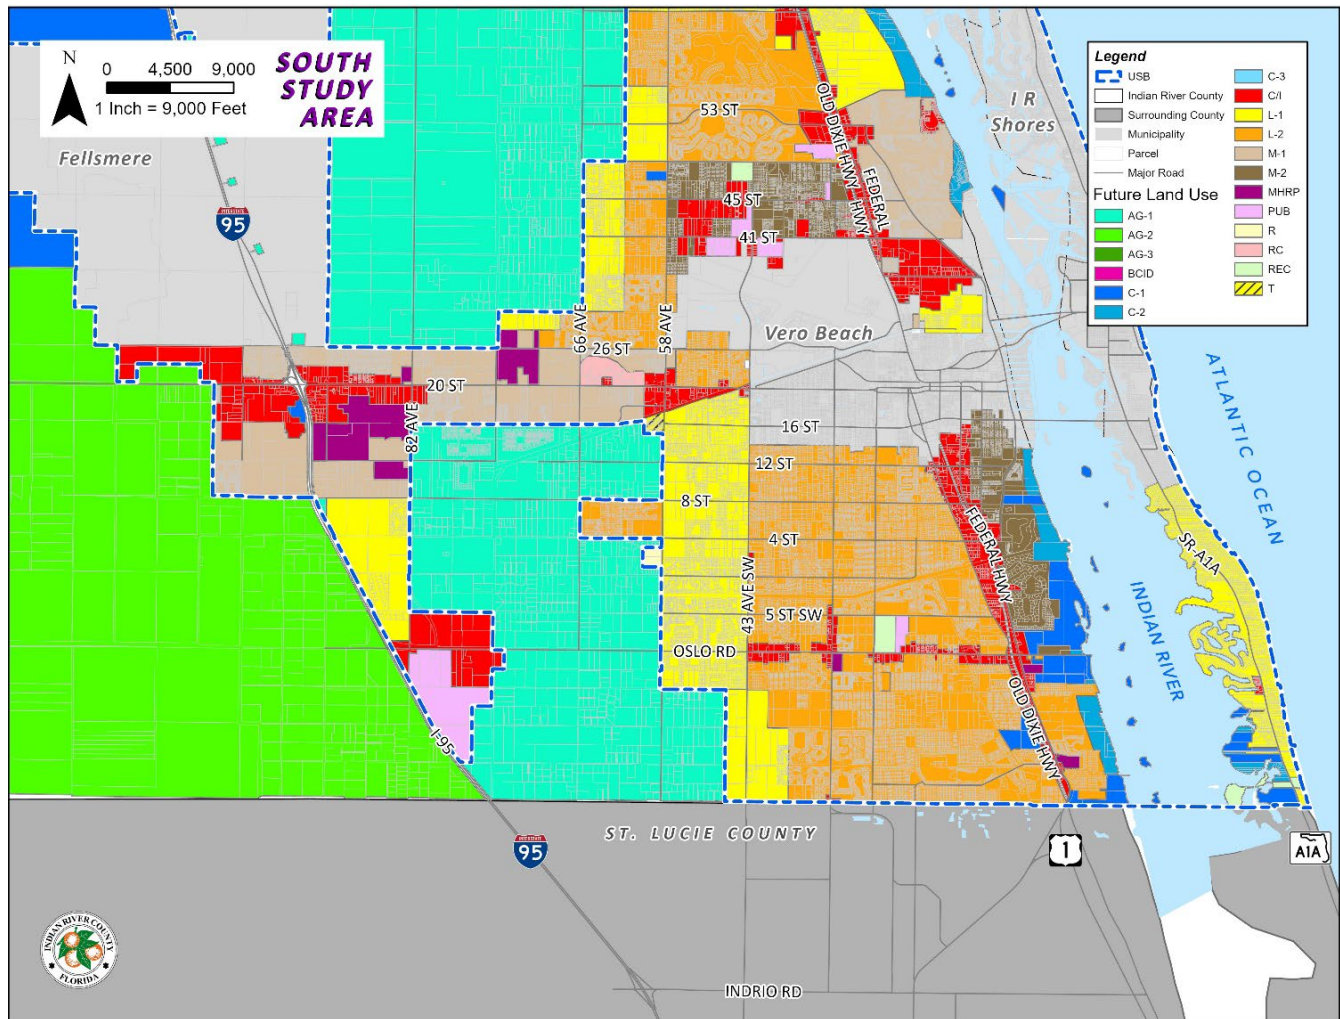 N
0 4,500 9,000
1 Inch = 9,000 Feet
SOUTH
STUDY
AREA
Fellsmere
INTERSTATE
95
53 ST
OLD DIXIE HWY
FEDERAL HWY
45 ST
41 ST
I R
Shores
Legend
USB
Indian River County
Surrounding County
Municipality
Parcel
Major Road
Future Land Use
AG-1
AG-2
AG-3
BCID
C-1
C-2
C-3
C/I
L-1
L-2
M-1
M-2
MHRP
PUB
R
RC
REC
T
66 AVE
58 AVE
26 ST
Vero Beach
20 ST
82 AVE
16 ST
12 ST
8 ST
4 ST
43 AVE SW
5 ST SW
OSLO RD
FEDERAL HWY
OLD DIXIE HWY
SR-A1A
ATLANTIC OCEAN
INDIAN RIVER
I-95
ST. LUCIE COUNTY
INTERSTATE
95
1
A1A
INDIAN RIVER COUNTY
FLORIDA
INDRIO RD